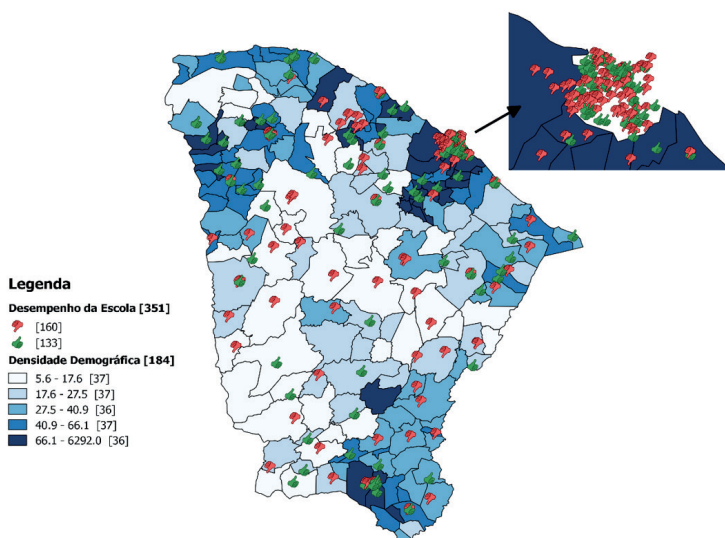 Legenda
Desempenho da Escola [351]
[160]
[133]
Densidade Demográfica [184]
5.6 - 17.6 [37]
17.6 - 27.5 [37]
27.5 - 40.9 [36]
40.9 - 66.1 [37]
66.1 - 6292.0 [36]